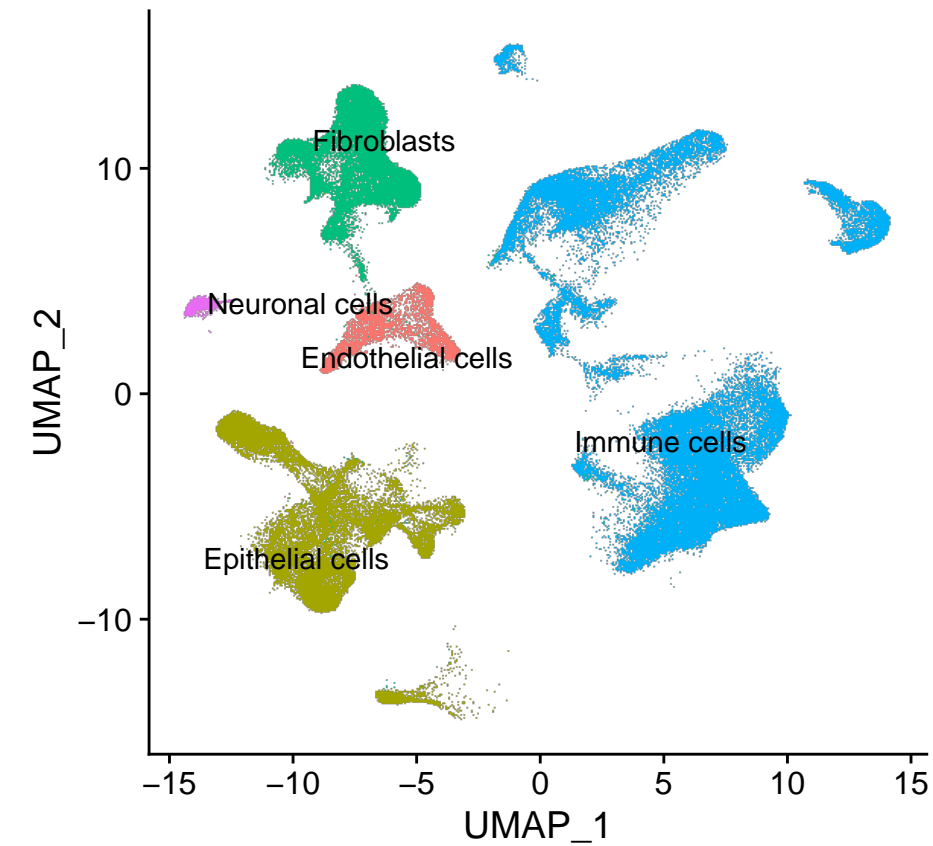 Fibroblasts
10
Neuronal cells
Endothelial cells
UMAP_2
0
Immune cells
Epithelial cells
−10
−15
−10
−5
0
5
10
15
UMAP_1